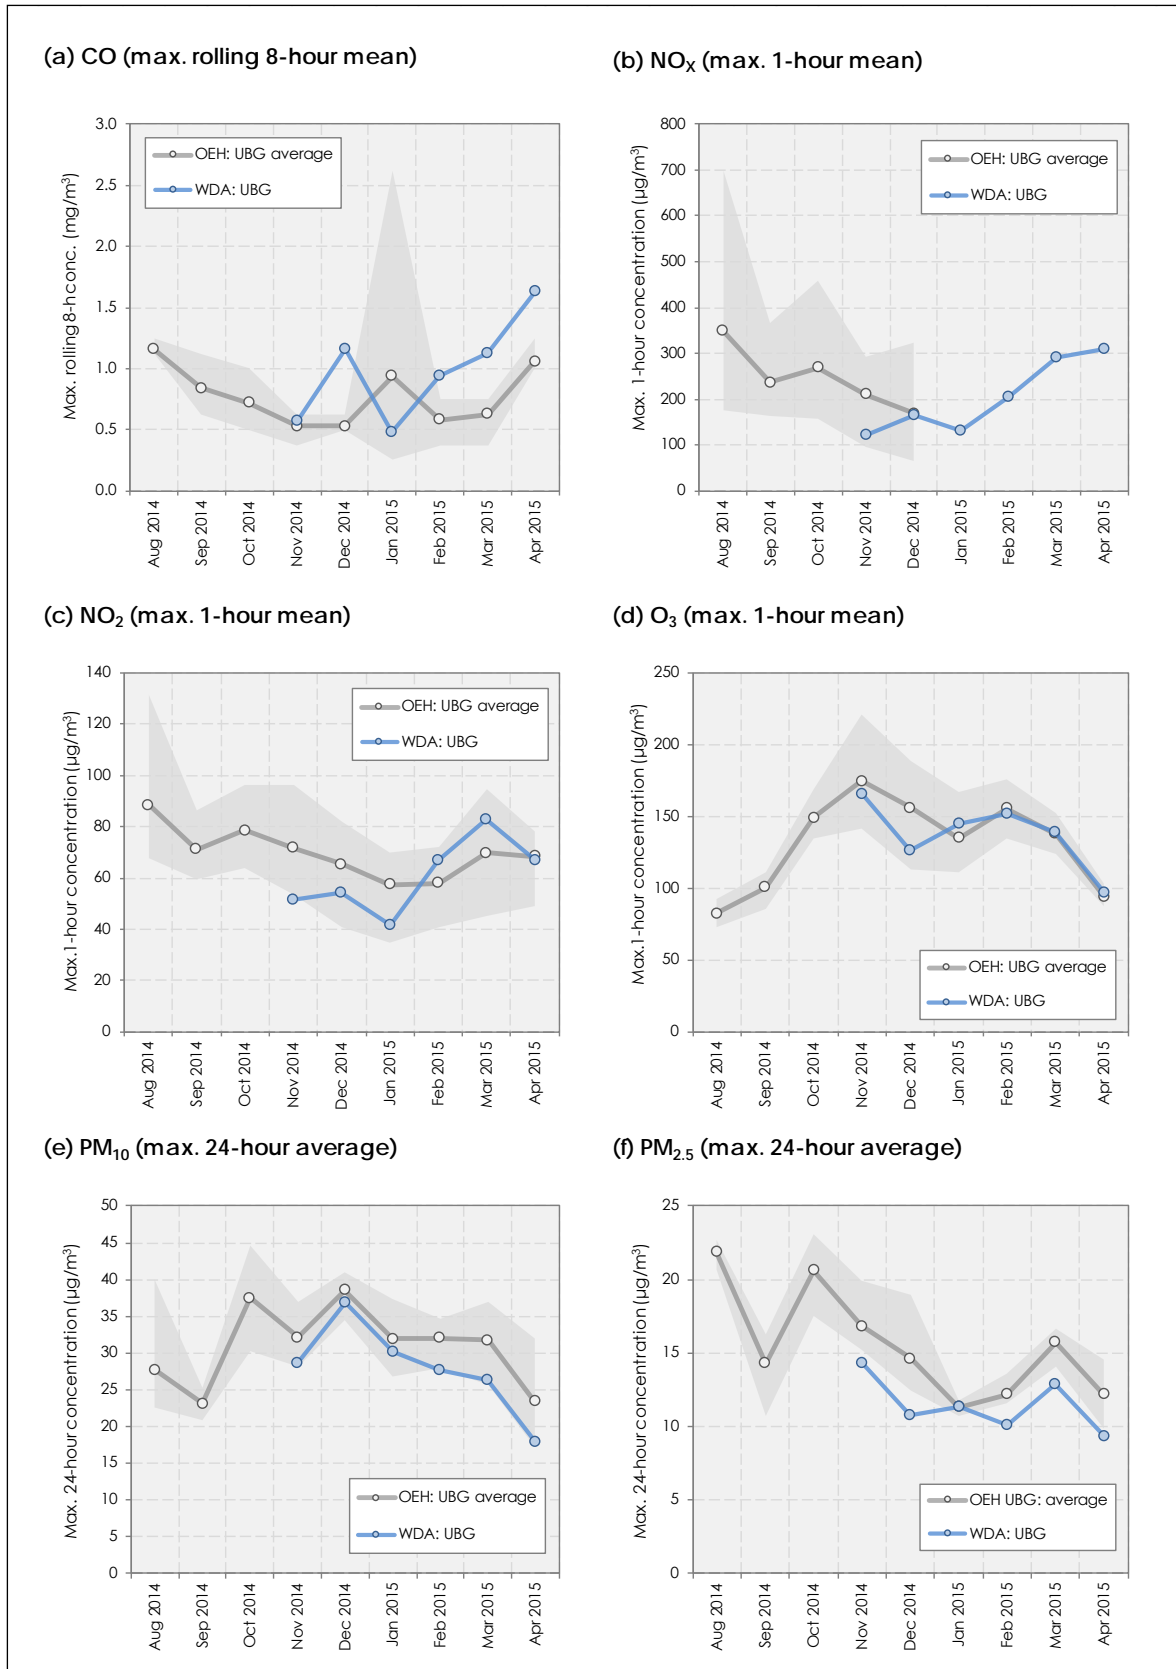 (a) CO (max. rolling 8-hour mean)
3.0
2.5
2.0
1.5
1.0
0.5
0.0
Max. rolling 8-h conc. (mg/m³)
OEH: UBG average
WDA: UBG
Aug 2014
Sep 2014
Oct 2014
Nov 2014
Dec 2014
Jan 2015
Feb 2015
Mar 2015
Apr 2015
(b) NOX (max. 1-hour mean)
800
700
600
500
400
300
200
100
0
Max. 1-hour concentration (µg/m³)
OEH: UBG average
WDA: UBG
Aug 2014
Sep 2014
Oct 2014
Nov 2014
Dec 2014
Jan 2015
Feb 2015
Mar 2015
Apr 2015
(c) NO₂ (max. 1-hour mean)
140
120
100
80
60
40
20
0
Max.1-hour concentration (µg/m³)
OEH: UBG average
WDA: UBG
Aug 2014
Sep 2014
Oct 2014
Nov 2014
Dec 2014
Jan 2015
Feb 2015
Mar 2015
Apr 2015
(d) O₃ (max. 1-hour mean)
250
200
150
100
50
0
Max.1-hour concentration (µg/m³)
OEH: UBG average
WDA: UBG
Aug 2014
Sep 2014
Oct 2014
Nov 2014
Dec 2014
Jan 2015
Feb 2015
Mar 2015
Apr 2015
(e) PM₁₀ (max. 24-hour average)
50
45
40
35
30
25
20
15
10
5
0
Max. 24-hour concentration (µg/m³)
OEH: UBG average
WDA: UBG
Aug 2014
Sep 2014
Oct 2014
Nov 2014
Dec 2014
Jan 2015
Feb 2015
Mar 2015
Apr 2015
(f) PM₂.₅ (max. 24-hour average)
25
20
15
10
5
0
Max. 24-hour concentration (µg/m³)
OEH UBG: average
WDA: UBG
Aug 2014
Sep 2014
Oct 2014
Nov 2014
Dec 2014
Jan 2015
Feb 2015
Mar 2015
Apr 2015